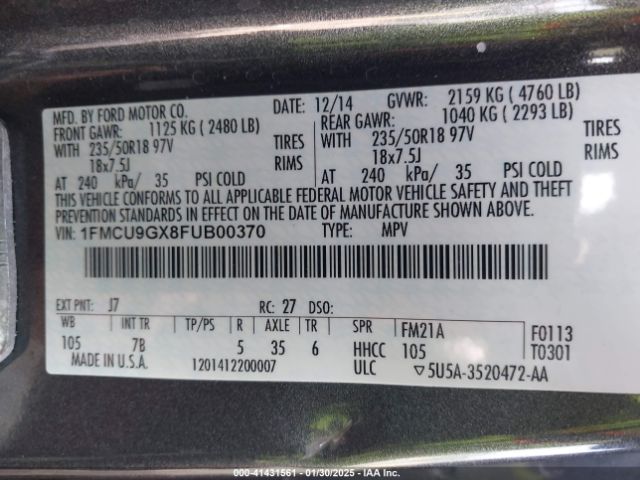 MFD. BY FORD MOTOR CO. DATE: 12/14 GVWR: 2159 KG ( 4760 LB)
FRONT GAWR: 1125 KG ( 2480 LB) REAR GAWR: 1040 KG ( 2293 LB)
WITH 235/50R18 97V TIRES WITH 235/50R18 97V TIRES
18x7.5J RIMS 18x7.5J RIMS
AT 240 kPa/ 35 PSI COLD AT 240 kPa/ 35 PSI COLD
THIS VEHICLE CONFORMS TO ALL APPLICABLE FEDERAL MOTOR VEHICLE SAFETY AND THEFT
PREVENTION STANDARDS IN EFFECT ON THE DATE OF MANUFACTURE SHOWN ABOVE.
VIN: 1FMCU9GX8FUB00370 TYPE: MPV
EXT PNT: J7 RC: 27 DSO:
WB INT TR TP/PS R AXLE TR SPR FM21A F0113
105 7B 5 35 6 HHCC 105 T0301
MADE IN U.S.A. 1201412200007 ULC ▽5U5A-3520472-AA
000-41431561 - 01/30/2025 - IAA Inc.